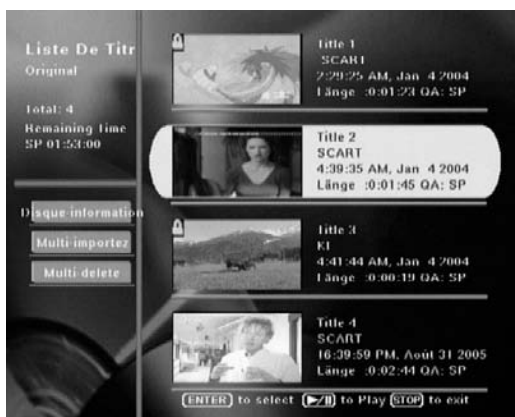 Liste De Titr
Original
Total: 4
Remaining Time
SP 01:53:00
Disque information
Multi importez
Multi delete
Title 1
SCART
2:29:25 AM, Jan 4 2004
Länge :0:01:23 QA: SP
Title 2
SCART
4:39:35 AM, Jan 4 2004
Länge :0:01:45 QA: SP
Title 3
KI
4:41:44 AM, Jan 4 2004
Länge :0:00:19 QA: SP
Title 4
SCART
16:39:59 PM, Août 31 2005
Länge :0:02:44 QA: SP
ENTER to select ▶/II to Play STOP to exit